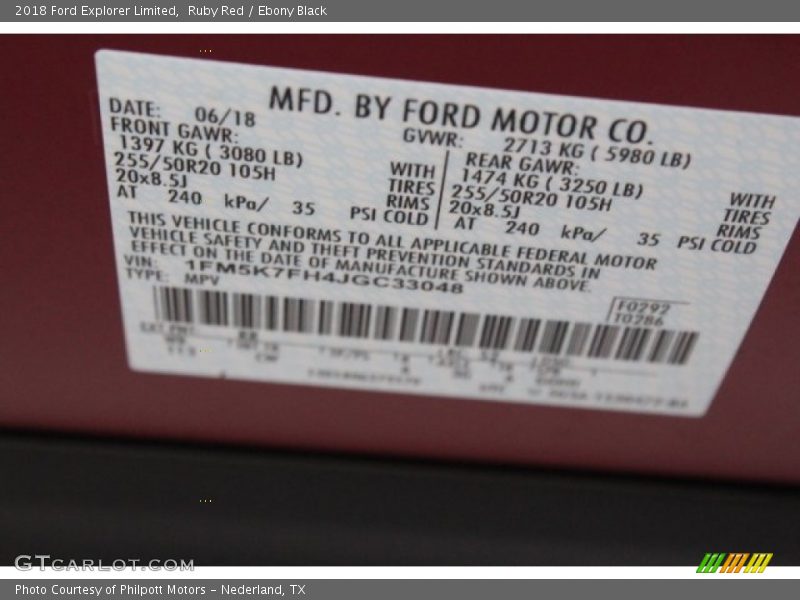 2018 Ford Explorer Limited, Ruby Red / Ebony Black
MFD. BY FORD MOTOR CO.
DATE: 06/18
GVWR: 2713 KG ( 5980 LB)
FRONT GAWR:
1397 KG ( 3080 LB)
255/50R20 105H
20x8.5J
WITH
TIRES
RIMS
AT 240 kPa/ 35 PSI COLD
REAR GAWR:
1474 KG ( 3250 LB)
255/50R20 105H
20x8.5J
WITH
TIRES
RIMS
AT 240 kPa/ 35 PSI COLD
THIS VEHICLE CONFORMS TO ALL APPLICABLE FEDERAL MOTOR
VEHICLE SAFETY AND THEFT PREVENTION STANDARDS IN
EFFECT ON THE DATE OF MANUFACTURE SHOWN ABOVE.
VIN: 1FM5K7FH4JGC33048
TYPE: MPV
F0292
T0286
GTCARLOT.COM
Photo Courtesy of Philpott Motors – Nederland, TX